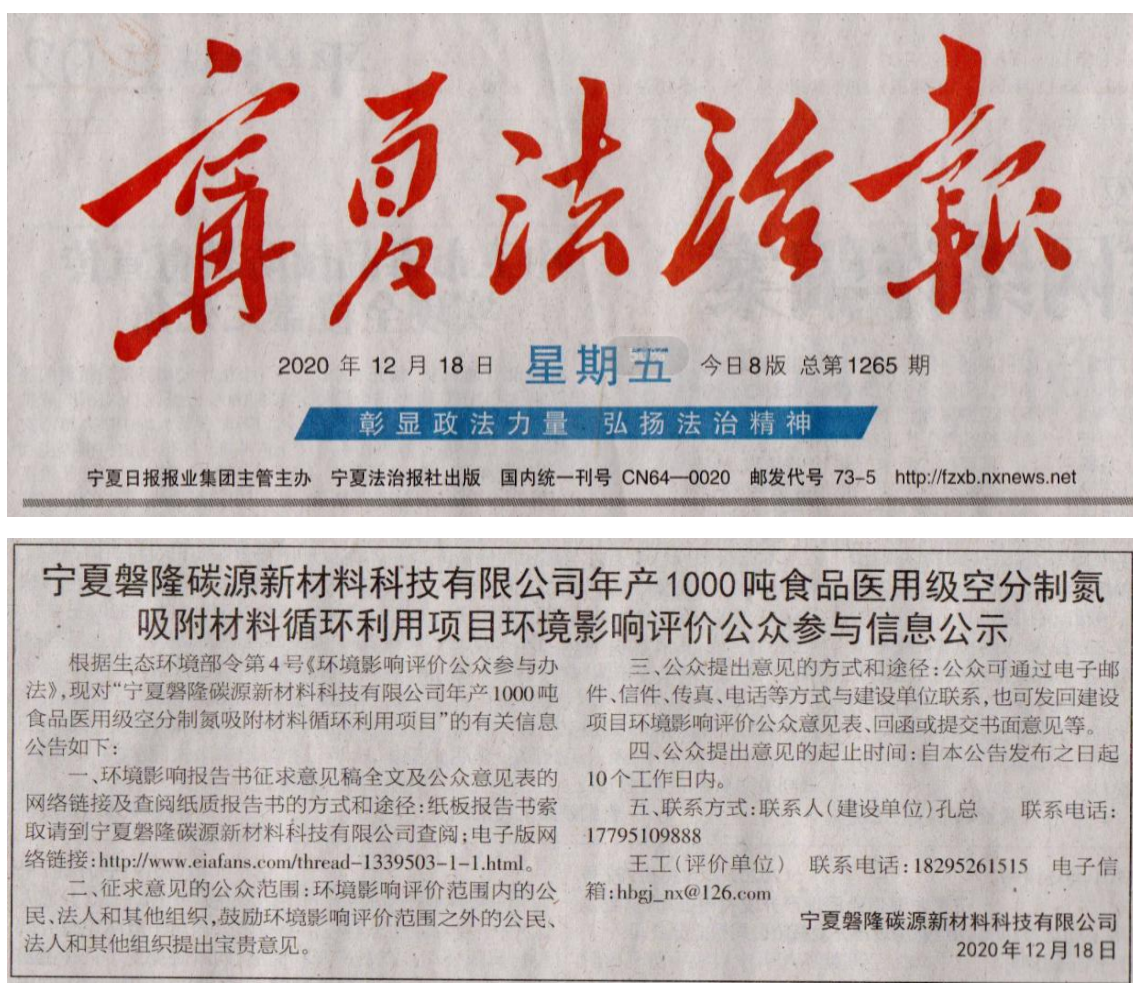 宁夏法治報
2020 年 12 月 18 日 星期五 今日8版 总第1265 期
彰显政法力量 弘扬法治精神
宁夏日报报业集团主管主办 宁夏法治报社出版 国内统一刊号 CN64—0020 邮发代号 73-5 http://fzxb.nxnews.net
宁夏磐隆碳源新材料科技有限公司年产1000吨食品医用级空分制氮
吸附材料循环利用项目环境影响评价公众参与信息公示
根据生态环境部令第4号《环境影响评价公众参与办
法》,现对“宁夏磐隆碳源新材料科技有限公司年产1000吨
食品医用级空分制氮吸附材料循环利用项目”的有关信息
公告如下:
一、环境影响报告书征求意见稿全文及公众意见表的
网络链接及查阅纸质报告书的方式和途径:纸板报告书索
取请到宁夏磐隆碳源新材料科技有限公司查阅;电子版网
络链接:http://www.eiafans.com/thread-1339503-1-1.html。
二、征求意见的公众范围:环境影响评价范围内的公
民、法人和其他组织,鼓励环境影响评价范围之外的公民、
法人和其他组织提出宝贵意见。
三、公众提出意见的方式和途径:公众可通过电子邮
件、信件、传真、电话等方式与建设单位联系,也可发回建设
项目环境影响评价公众意见表、回函或提交书面意见等。
四、公众提出意见的起止时间:自本公告发布之日起
10个工作日内。
五、联系方式:联系人(建设单位)孔总 联系电话:
17795109888
王工(评价单位) 联系电话:18295261515 电子信
箱:hbgj_nx@126.com
宁夏磐隆碳源新材料科技有限公司
2020年12月18日